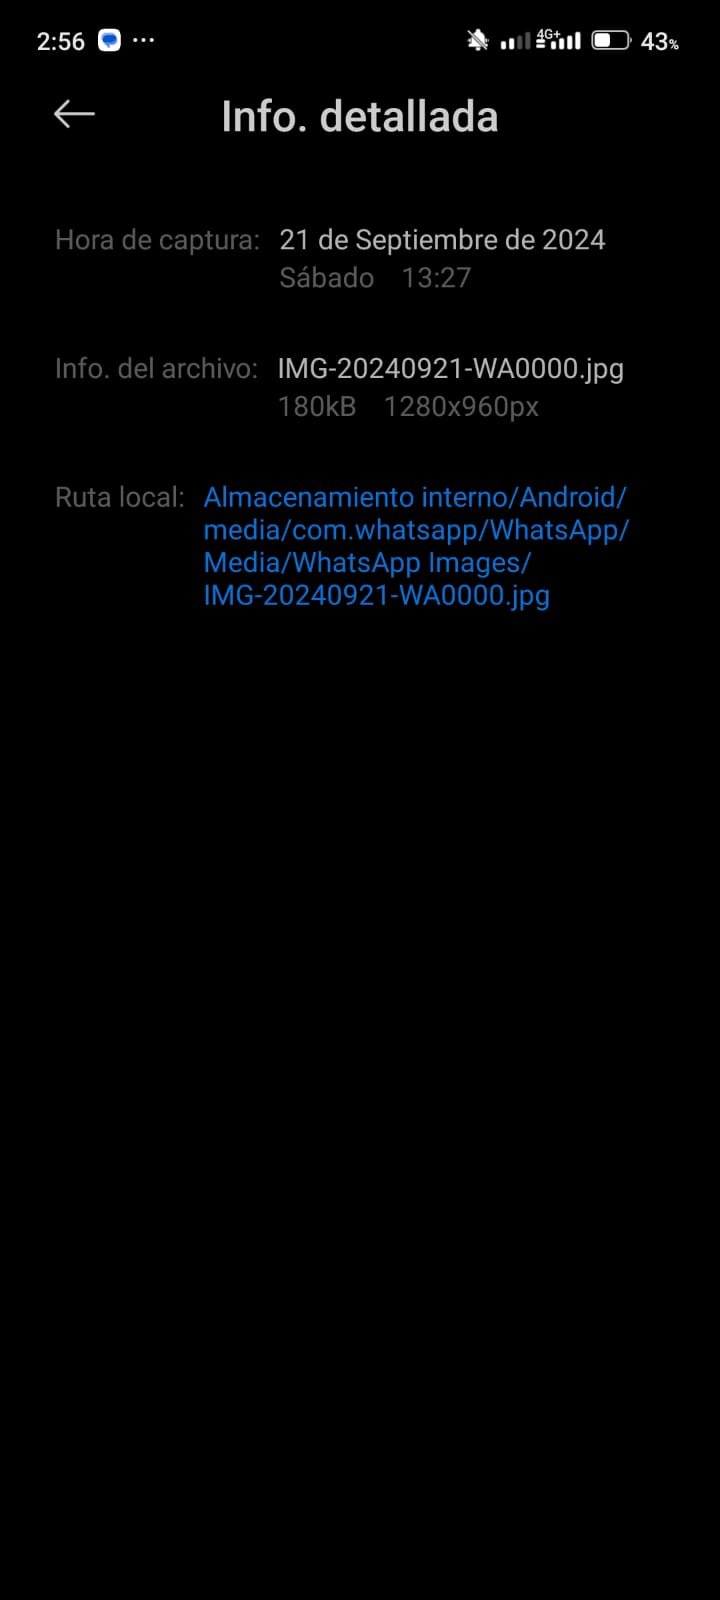 2:56 ... 4G+ 43%
Info. detallada
Hora de captura: 21 de Septiembre de 2024
Sábado 13:27
Info. del archivo: IMG-20240921-WA0000.jpg
180kB 1280x960px
Ruta local: Almacenamiento interno/Android/
media/com.whatsapp/WhatsApp/
Media/WhatsApp Images/
IMG-20240921-WA0000.jpg